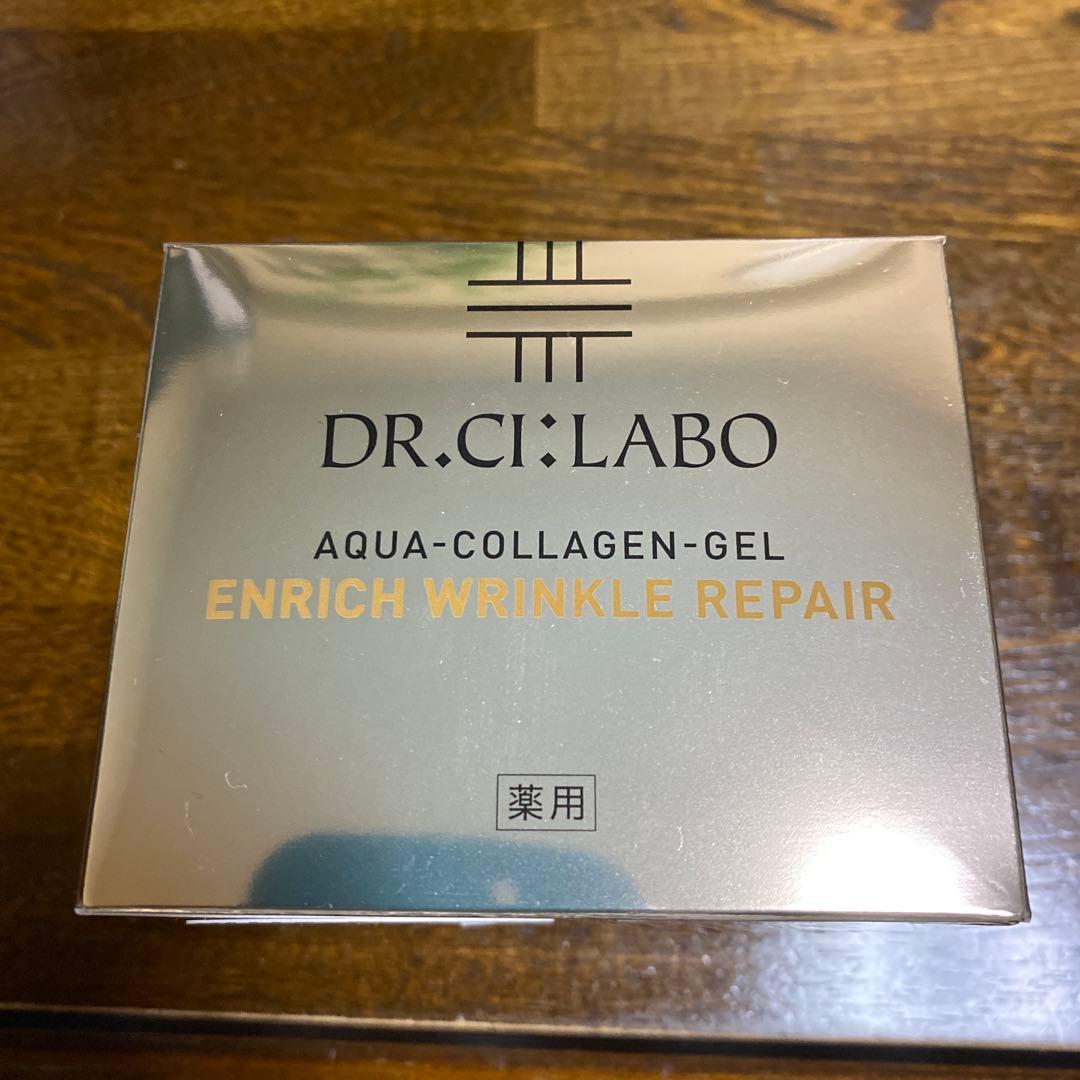 DR.CI:LABO
AQUA-COLLAGEN-GEL
ENRICH WRINKLE REPAIR
薬用